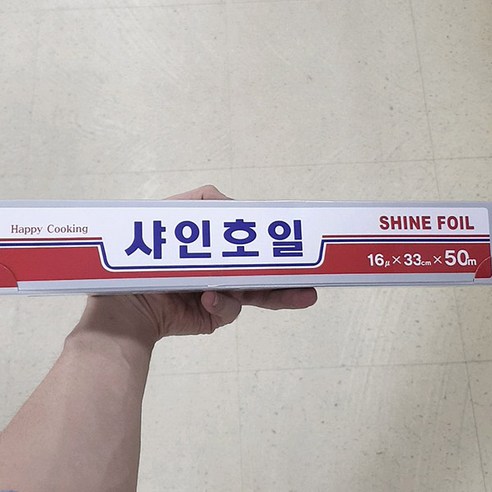 Happy Cooking
샤인호일
SHINE FOIL
16μ×33cm×50m